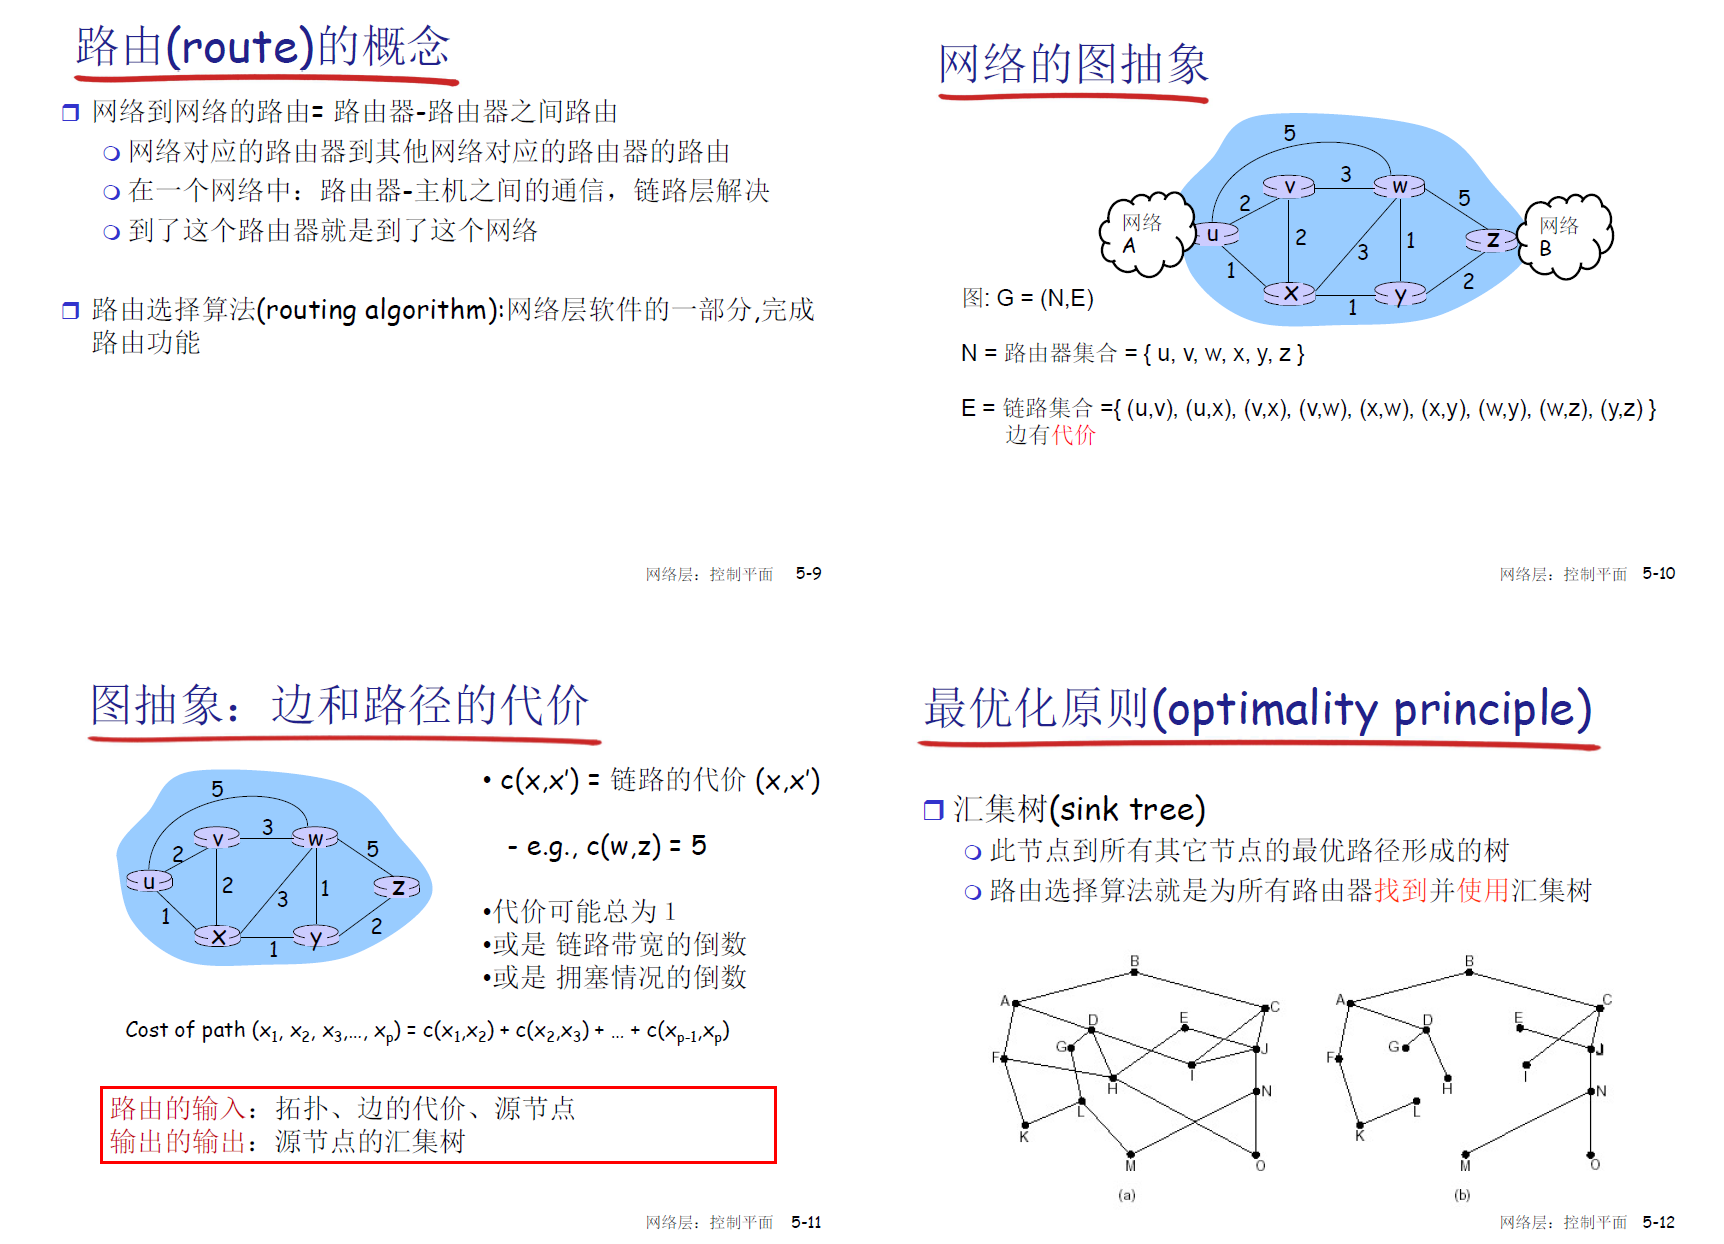 路由(route)的概念
网络到网络的路由= 路由器-路由器之间路由
网络对应的路由器到其他网络对应的路由器的路由
在一个网络中：路由器-主机之间的通信，链路层解决
到了这个路由器就是到了这个网络
路由选择算法(routing algorithm):网络层软件的一部分,完成
路由功能
网络层：控制平面 5-9
网络的图抽象
5
v 3 w
2 5
网络
A
u 2 3 1 z
网络
B
1 2
x 1 y
图: G = (N,E)
N = 路由器集合 = { u, v, w, x, y, z }
E = 链路集合 ={ (u,v), (u,x), (v,x), (v,w), (x,w), (x,y), (w,y), (w,z), (y,z) }
边有代价
网络层：控制平面 5-10
图抽象：边和路径的代价
5
v 3 w
2 5
u 2 3 1 z
1 2
x 1 y
• c(x,x’) = 链路的代价 (x,x’)
- e.g., c(w,z) = 5
•代价可能总为 1
•或是 链路带宽的倒数
•或是 拥塞情况的倒数
Cost of path (x1, x2, x3,…, xp) = c(x1,x2) + c(x2,x3) + … + c(xp-1,xp)
路由的输入：拓扑、边的代价、源节点
输出的输出：源节点的汇集树
网络层：控制平面 5-11
最优化原则(optimality principle)
汇集树(sink tree)
此节点到所有其它节点的最优路径形成的树
路由选择算法就是为所有路由器找到并使用汇集树
B
A C
D E
F G J
H I
L N
K
M O
(a)
B
A C
D E
F G J
H I
L N
K
M O
(b)
网络层：控制平面 5-12